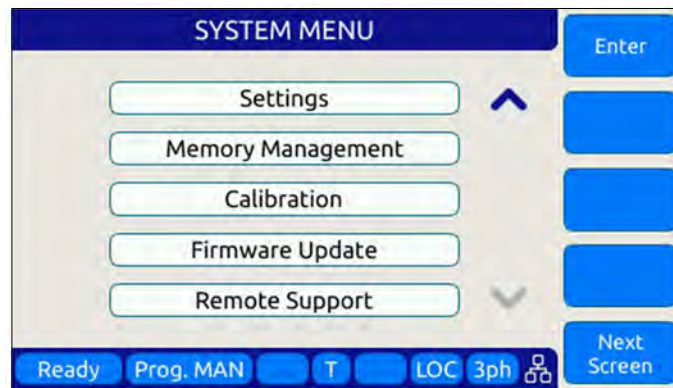 SYSTEM MENU
Enter
Settings
Memory Management
Calibration
Firmware Update
Remote Support
Ready
Prog. MAN
T
LOC
3ph
Next
Screen